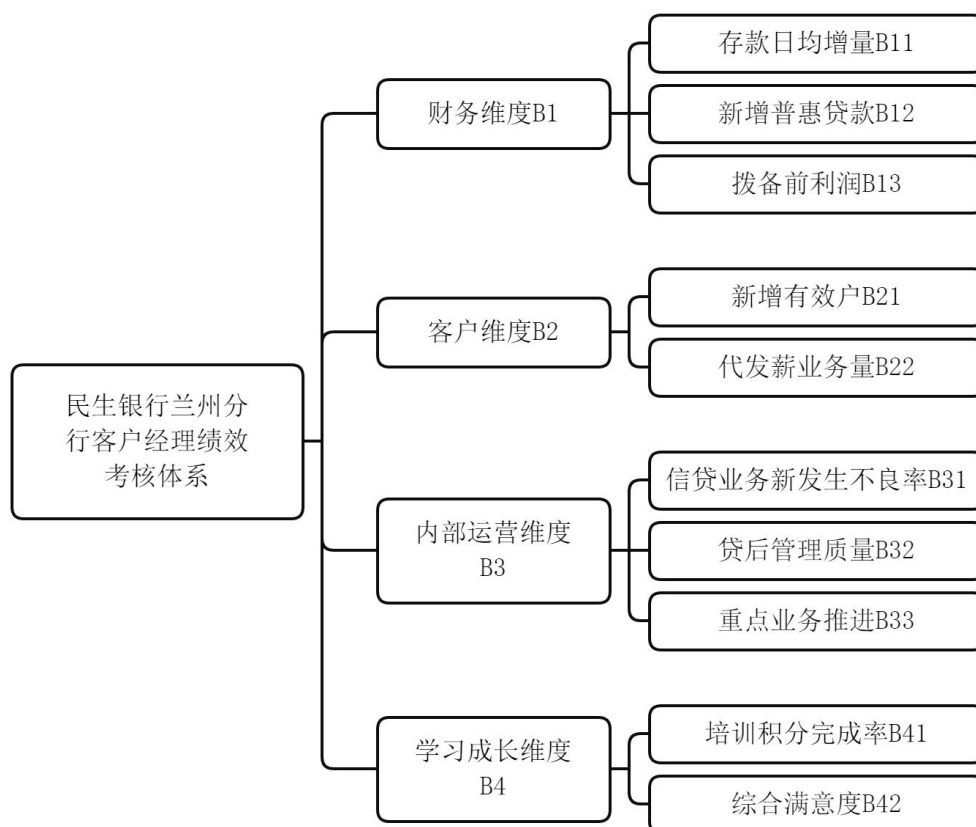 存款日均增量B11
财务维度B1
新增普惠贷款B12
拨备前利润B13
新增有效户B21
客户维度B2
代发薪业务量B22
民生银行兰州分
行客户经理绩效
考核体系
信贷业务新发生不良率B31
内部运营维度
B3
贷后管理质量B32
重点业务推进B33
培训积分完成率B41
学习成长维度
B4
综合满意度B42